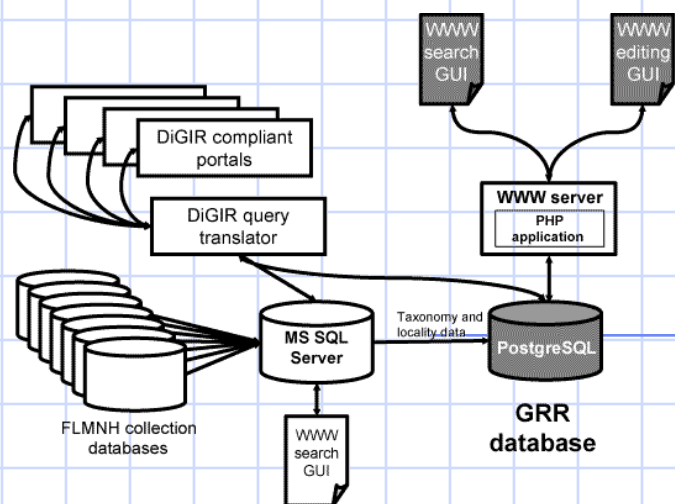 WWW
search
GUI
WWW
editing
GUI
DiGIR compliant
portals
DiGIR query
translator
WWW server
PHP
application
MS SQL
Server
Taxonomy and
locality data
PostgreSQL
FLMNH collection
databases
WWW
search
GUI
GRR
database